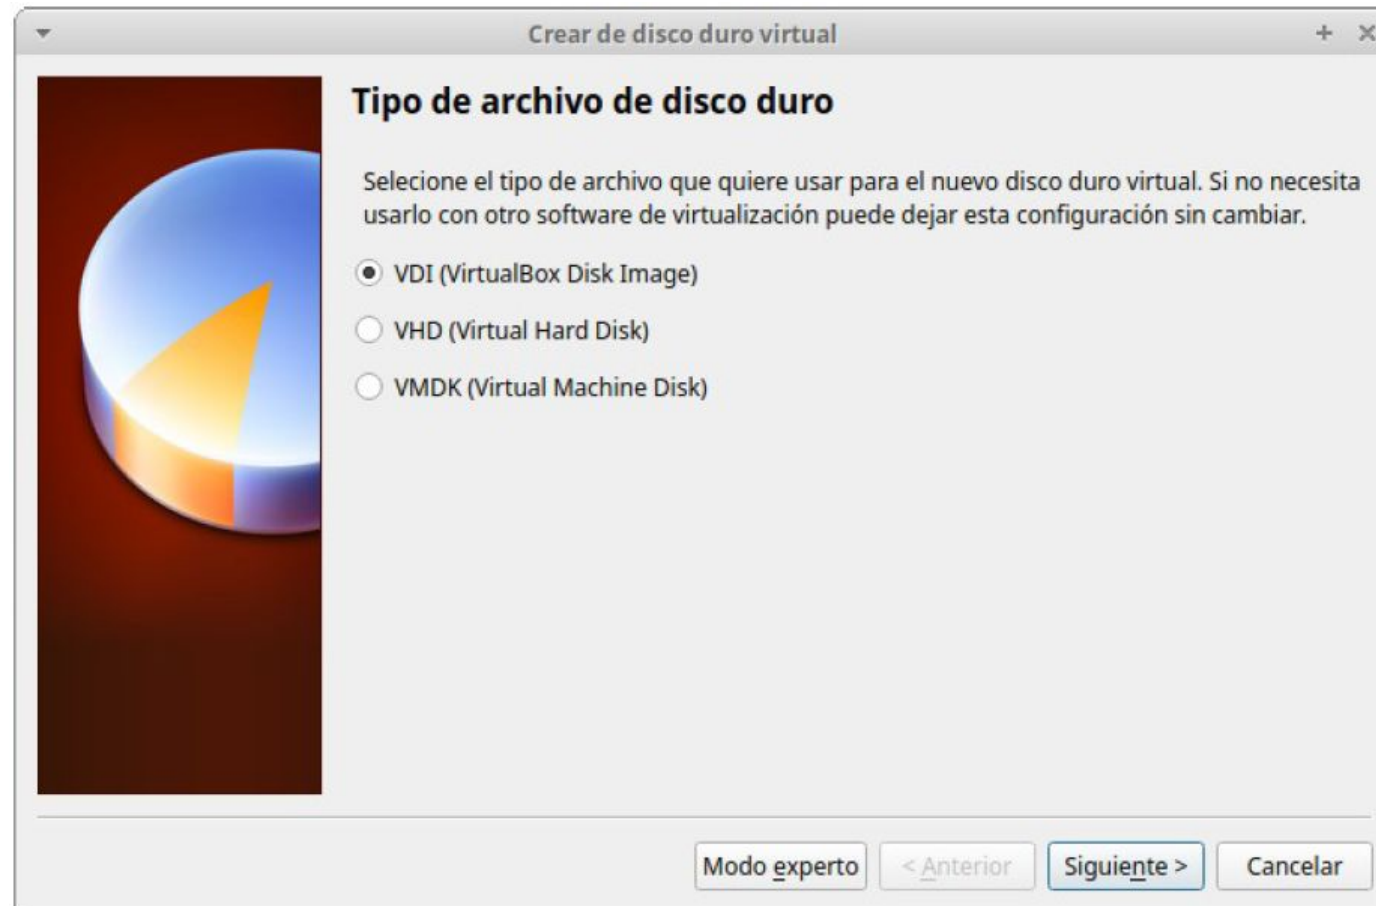 Crear de disco duro virtual
Tipo de archivo de disco duro
Selecione el tipo de archivo que quiere usar para el nuevo disco duro virtual. Si no necesita
usarlo con otro software de virtualización puede dejar esta configuración sin cambiar.
VDI (VirtualBox Disk Image)
VHD (Virtual Hard Disk)
VMDK (Virtual Machine Disk)
Modo experto < Anterior Siguiente > Cancelar